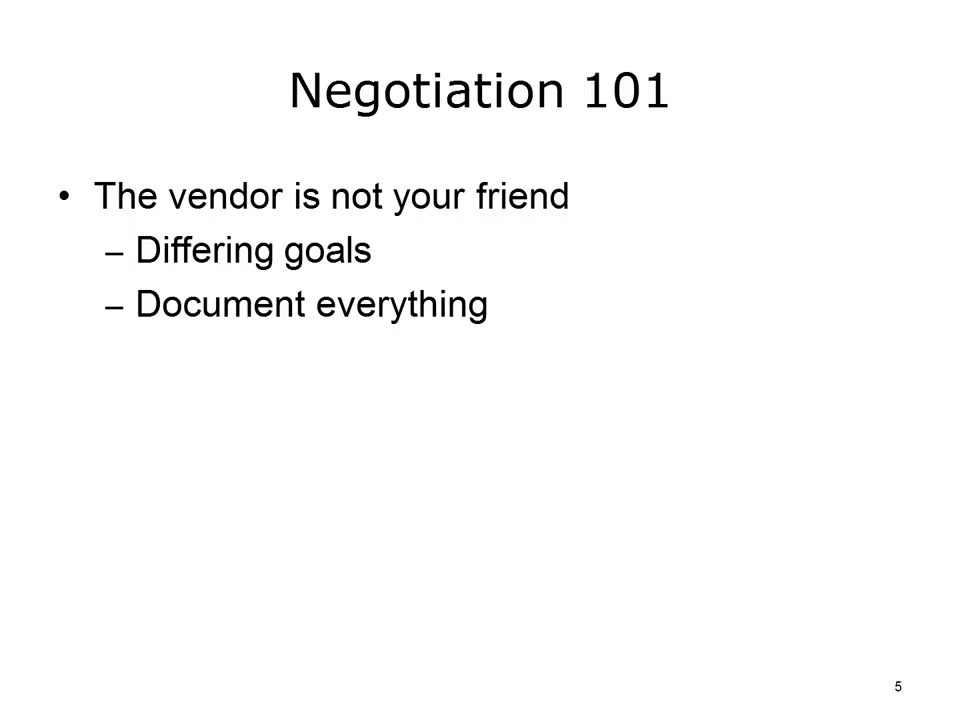 Negotiation 101
• The vendor is not your friend
– Differing goals
– Document everything
5